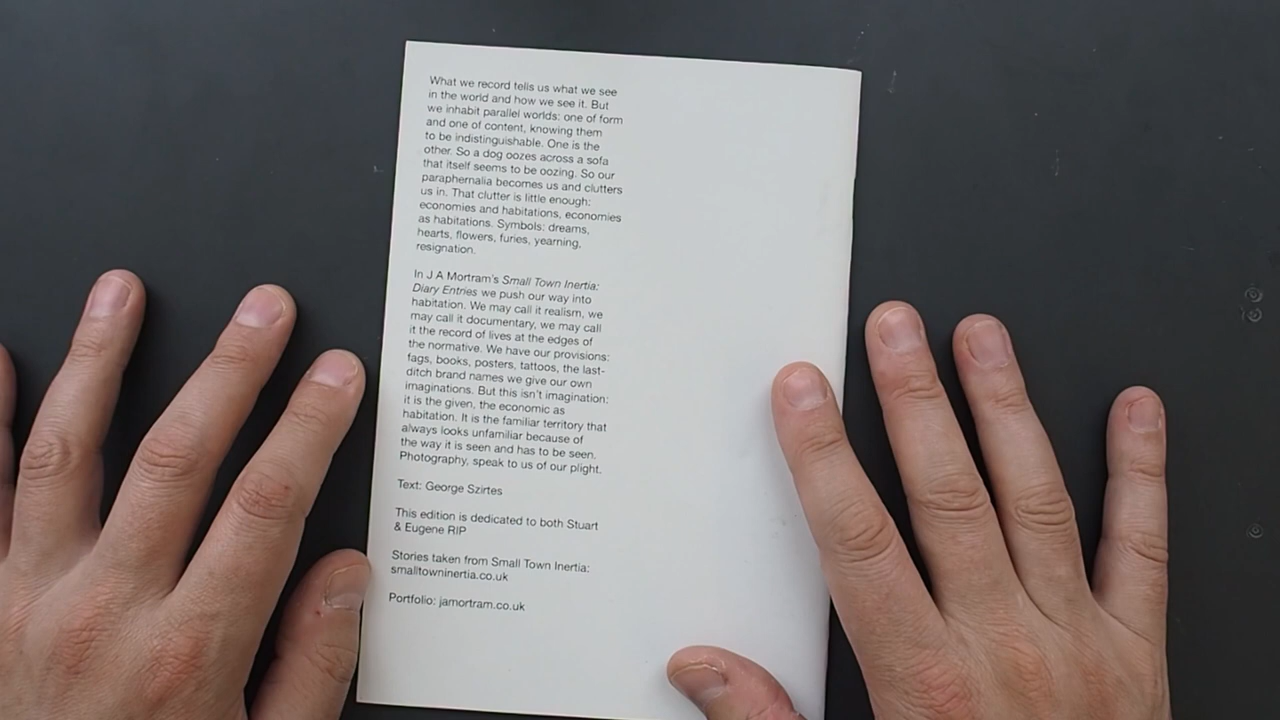 What we record tells us what we see
in the world and how we see it. But
we inhabit parallel worlds: one of form
and one of content, knowing them
to be indistinguishable. One is the
other. So a dog oozes across a sofa
that itself seems to be oozing. So our
paraphernalia becomes us and clutters
us in. That clutter is little enough:
economies and habitations, economies
as habitations. Symbols: dreams,
hearts, flowers, furies, yearning,
resignation.
In J A Mortram's Small Town Inertia:
Diary Entries we push our way into
habitation. We may call it realism, we
may call it documentary, we may call
it the record of lives at the edges of
the normative. We have our provisions:
fags, books, posters, tattoos, the last-
ditch brand names we give our own
imaginations. But this isn't imagination:
it is the given, the economic as
habitation. It is the familiar territory that
always looks unfamiliar because of
the way it is seen and has to be seen.
Photography, speak to us of our plight.
Text: George Szirtes
This edition is dedicated to both Stuart
& Eugene RIP
Stories taken from Small Town Inertia:
smalltowninertia.co.uk
Portfolio: jamortram.co.uk